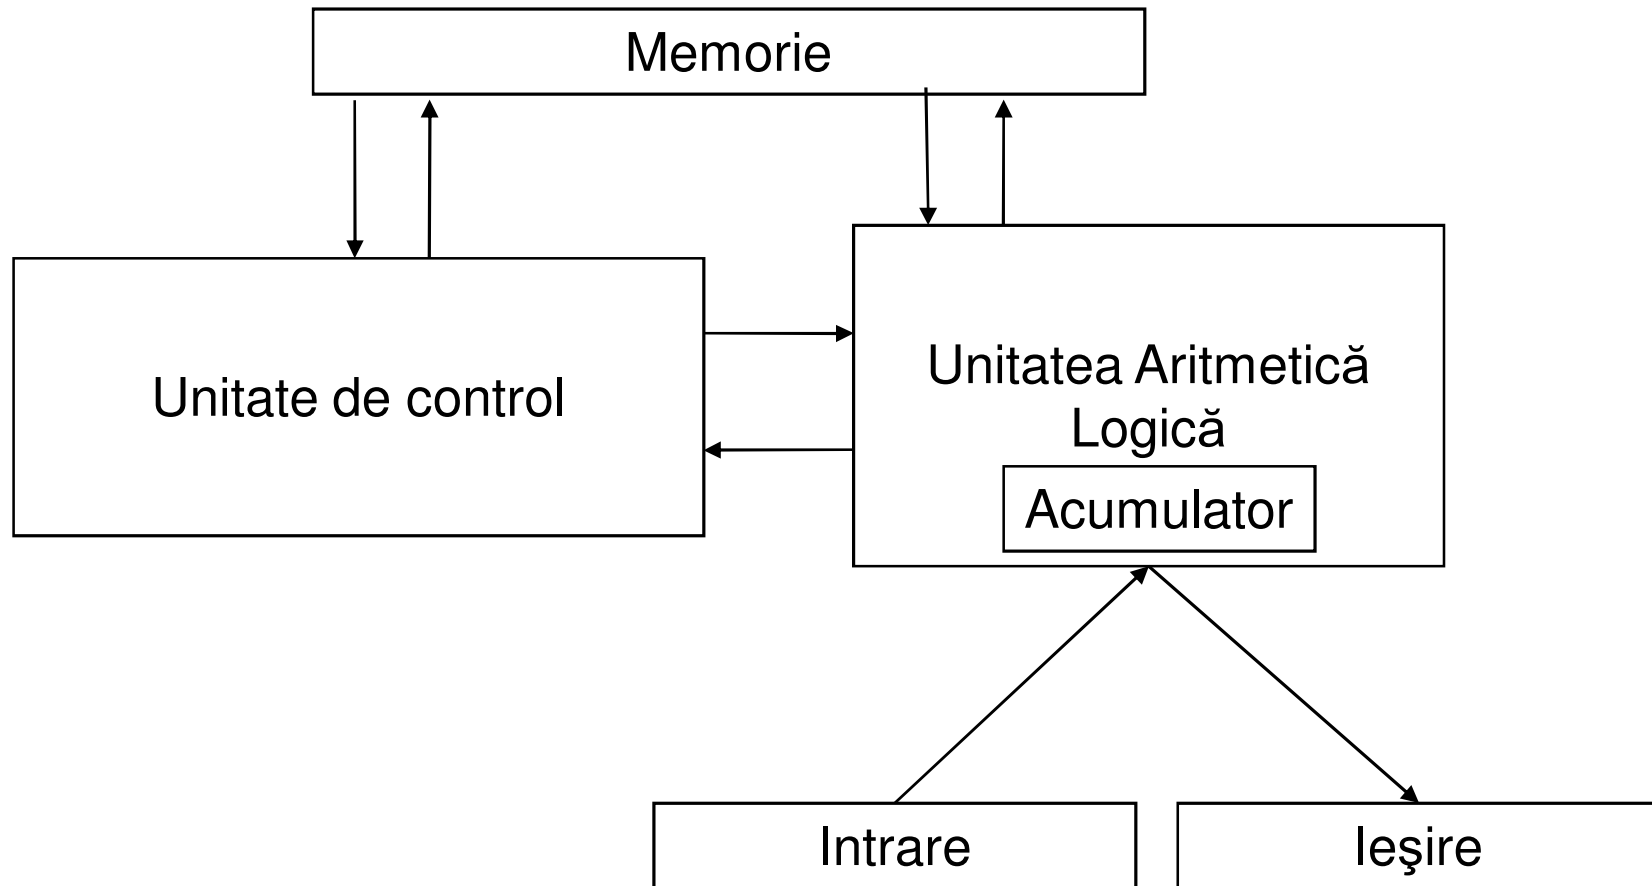 Memorie
Unitate de control
Unitatea Aritmetică
Logică
Acumulator
Intrare
Ieşire